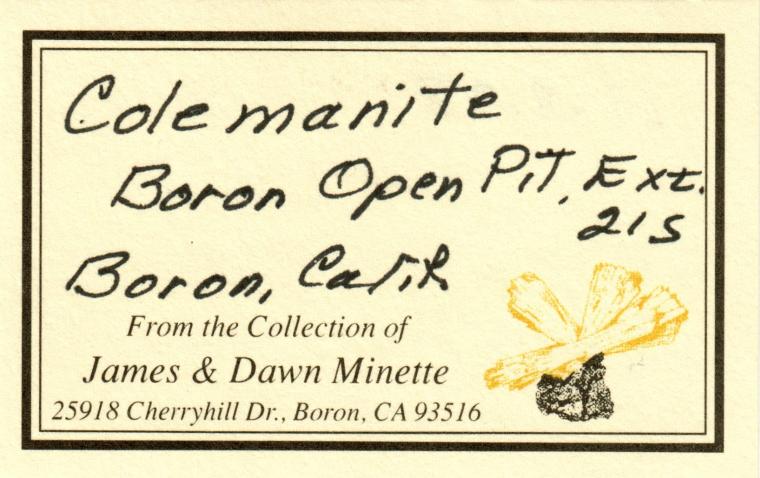 Colemanite
Boron Open Pit, Ext.
21S
Boron, Calif.
From the Collection of
James & Dawn Minette
25918 Cherryhill Dr., Boron, CA 93516